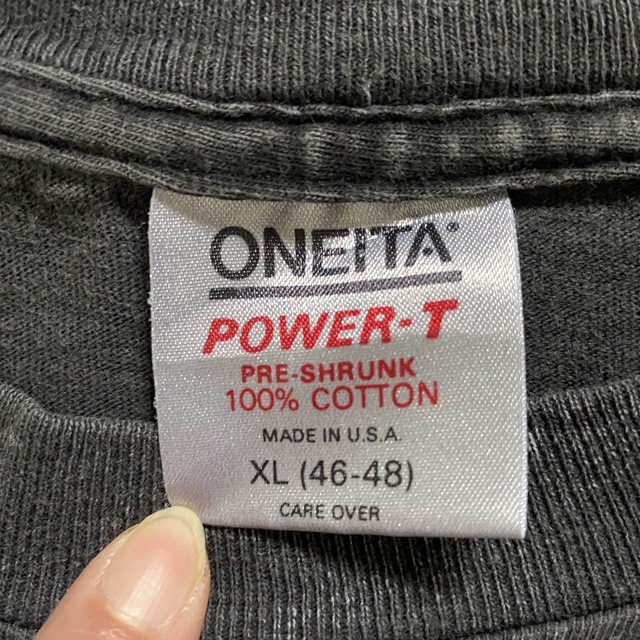 ONEITA®
POWER-T
PRE-SHRUNK
100% COTTON
MADE IN U.S.A.
XL (46-48)
CARE OVER